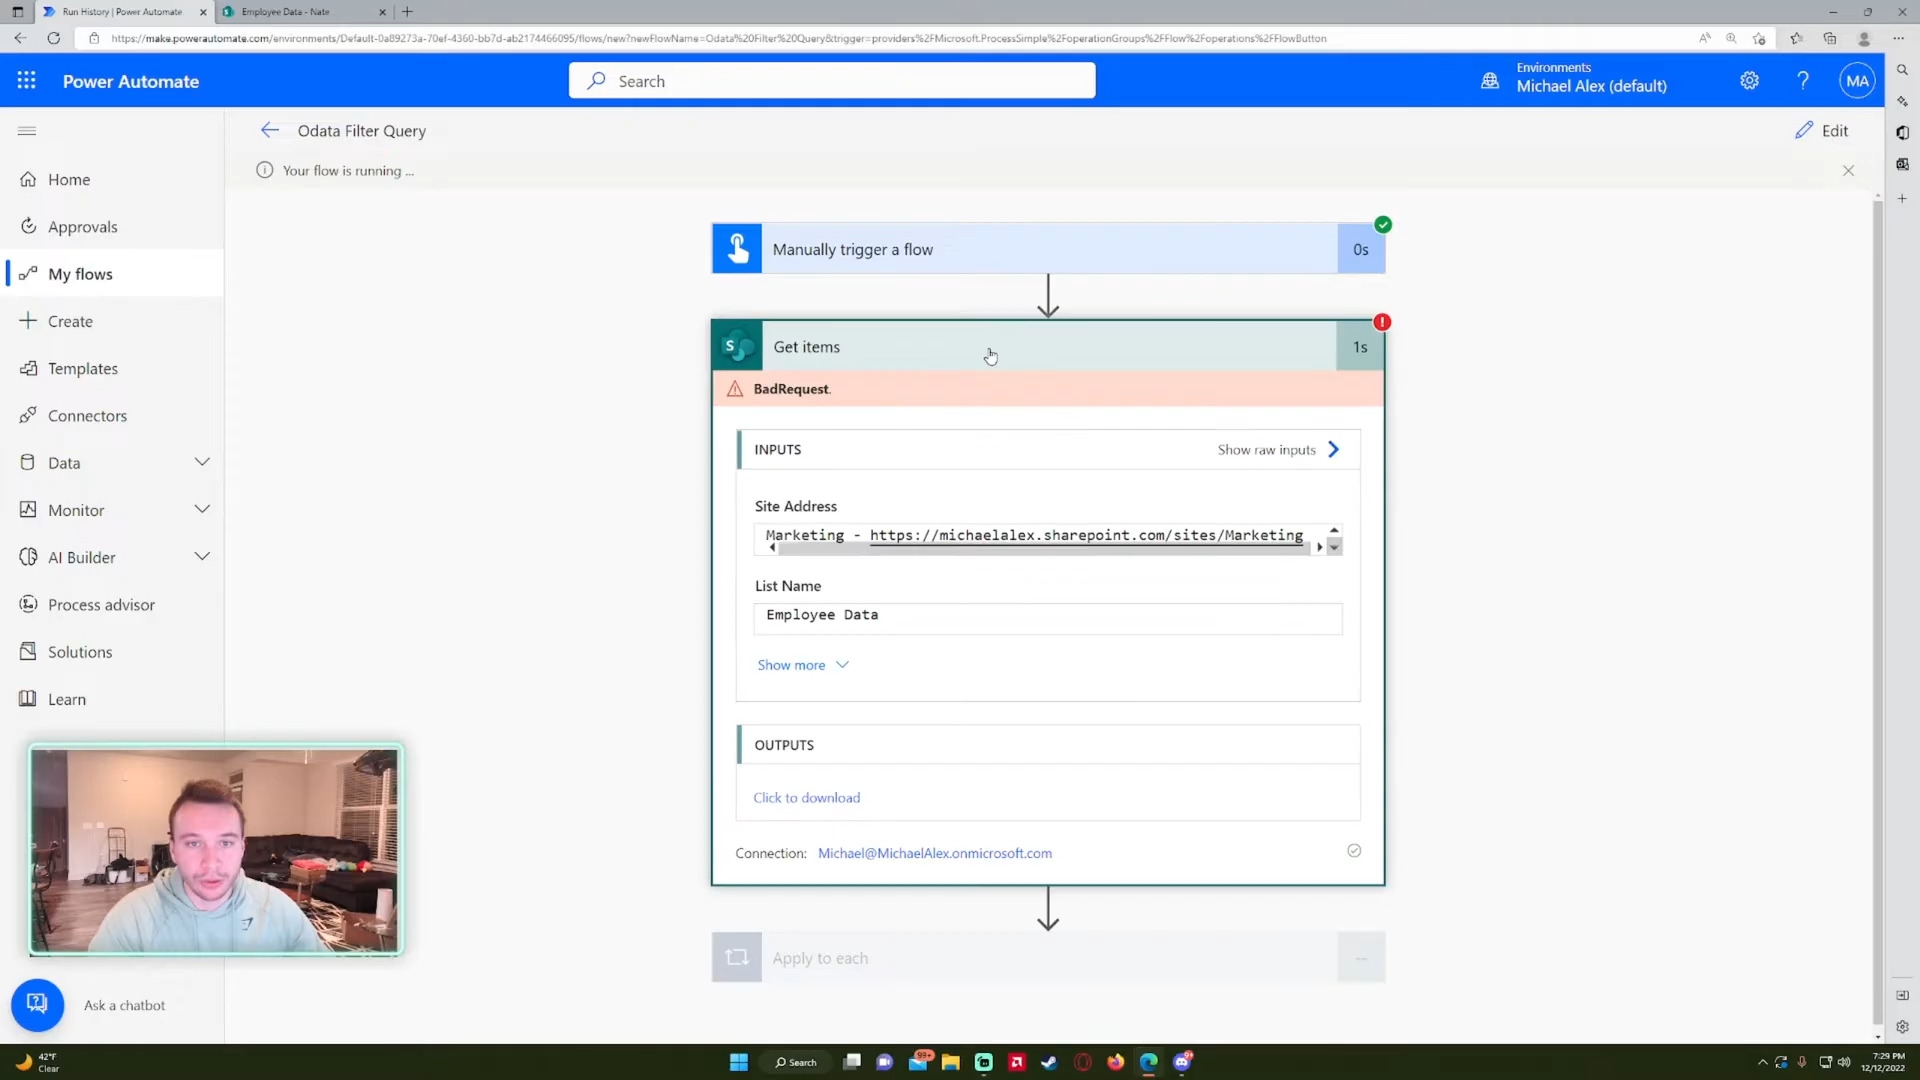 Run History | Power Automate
Employee Data - Nate
https://make.powerautomate.com/environments/Default-0a89273a-70ef-4360-bb7d-ab2174466095/flows/new?newFlowName=Odata%20Filter%20Query&trigger=providers%2FMicrosoft.ProcessSimple%2FoperationGroups%2FFlow%2Foperations%2FFlowButton
Power Automate
Search
Environments
Michael Alex (default)
MA
Odata Filter Query
Edit
Your flow is running ...
Home
Approvals
My flows
Create
Templates
Connectors
Data
Monitor
AI Builder
Process advisor
Solutions
Learn
Ask a chatbot
Manually trigger a flow
0s
S
Get items
1s
BadRequest.
INPUTS
Show raw inputs
Site Address
Marketing - https://michaelalex.sharepoint.com/sites/Marketing
List Name
Employee Data
Show more
OUTPUTS
Click to download
Connection: Michael@MichaelAlex.onmicrosoft.com
Apply to each
--
42°F
Clear
Search
99+
7:29 PM
12/12/2022